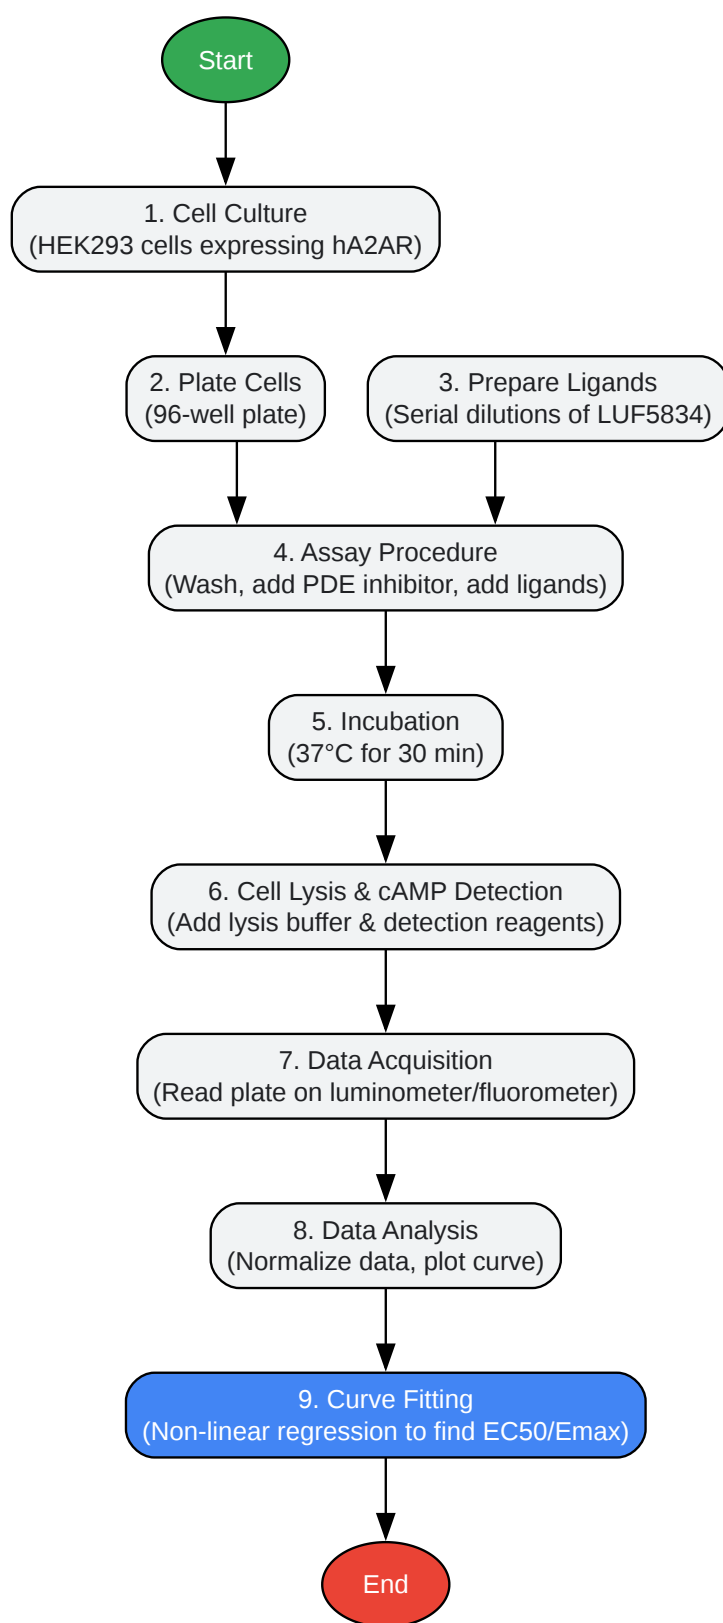 Start
1. Cell Culture
(HEK293 cells expressing hA2AR)
2. Plate Cells
(96-well plate)
3. Prepare Ligands
(Serial dilutions of LUF5834)
4. Assay Procedure
(Wash, add PDE inhibitor, add ligands)
5. Incubation
(37°C for 30 min)
6. Cell Lysis & cAMP Detection
(Add lysis buffer & detection reagents)
7. Data Acquisition
(Read plate on luminometer/fluorometer)
8. Data Analysis
(Normalize data, plot curve)
9. Curve Fitting
(Non-linear regression to find EC50/Emax)
End